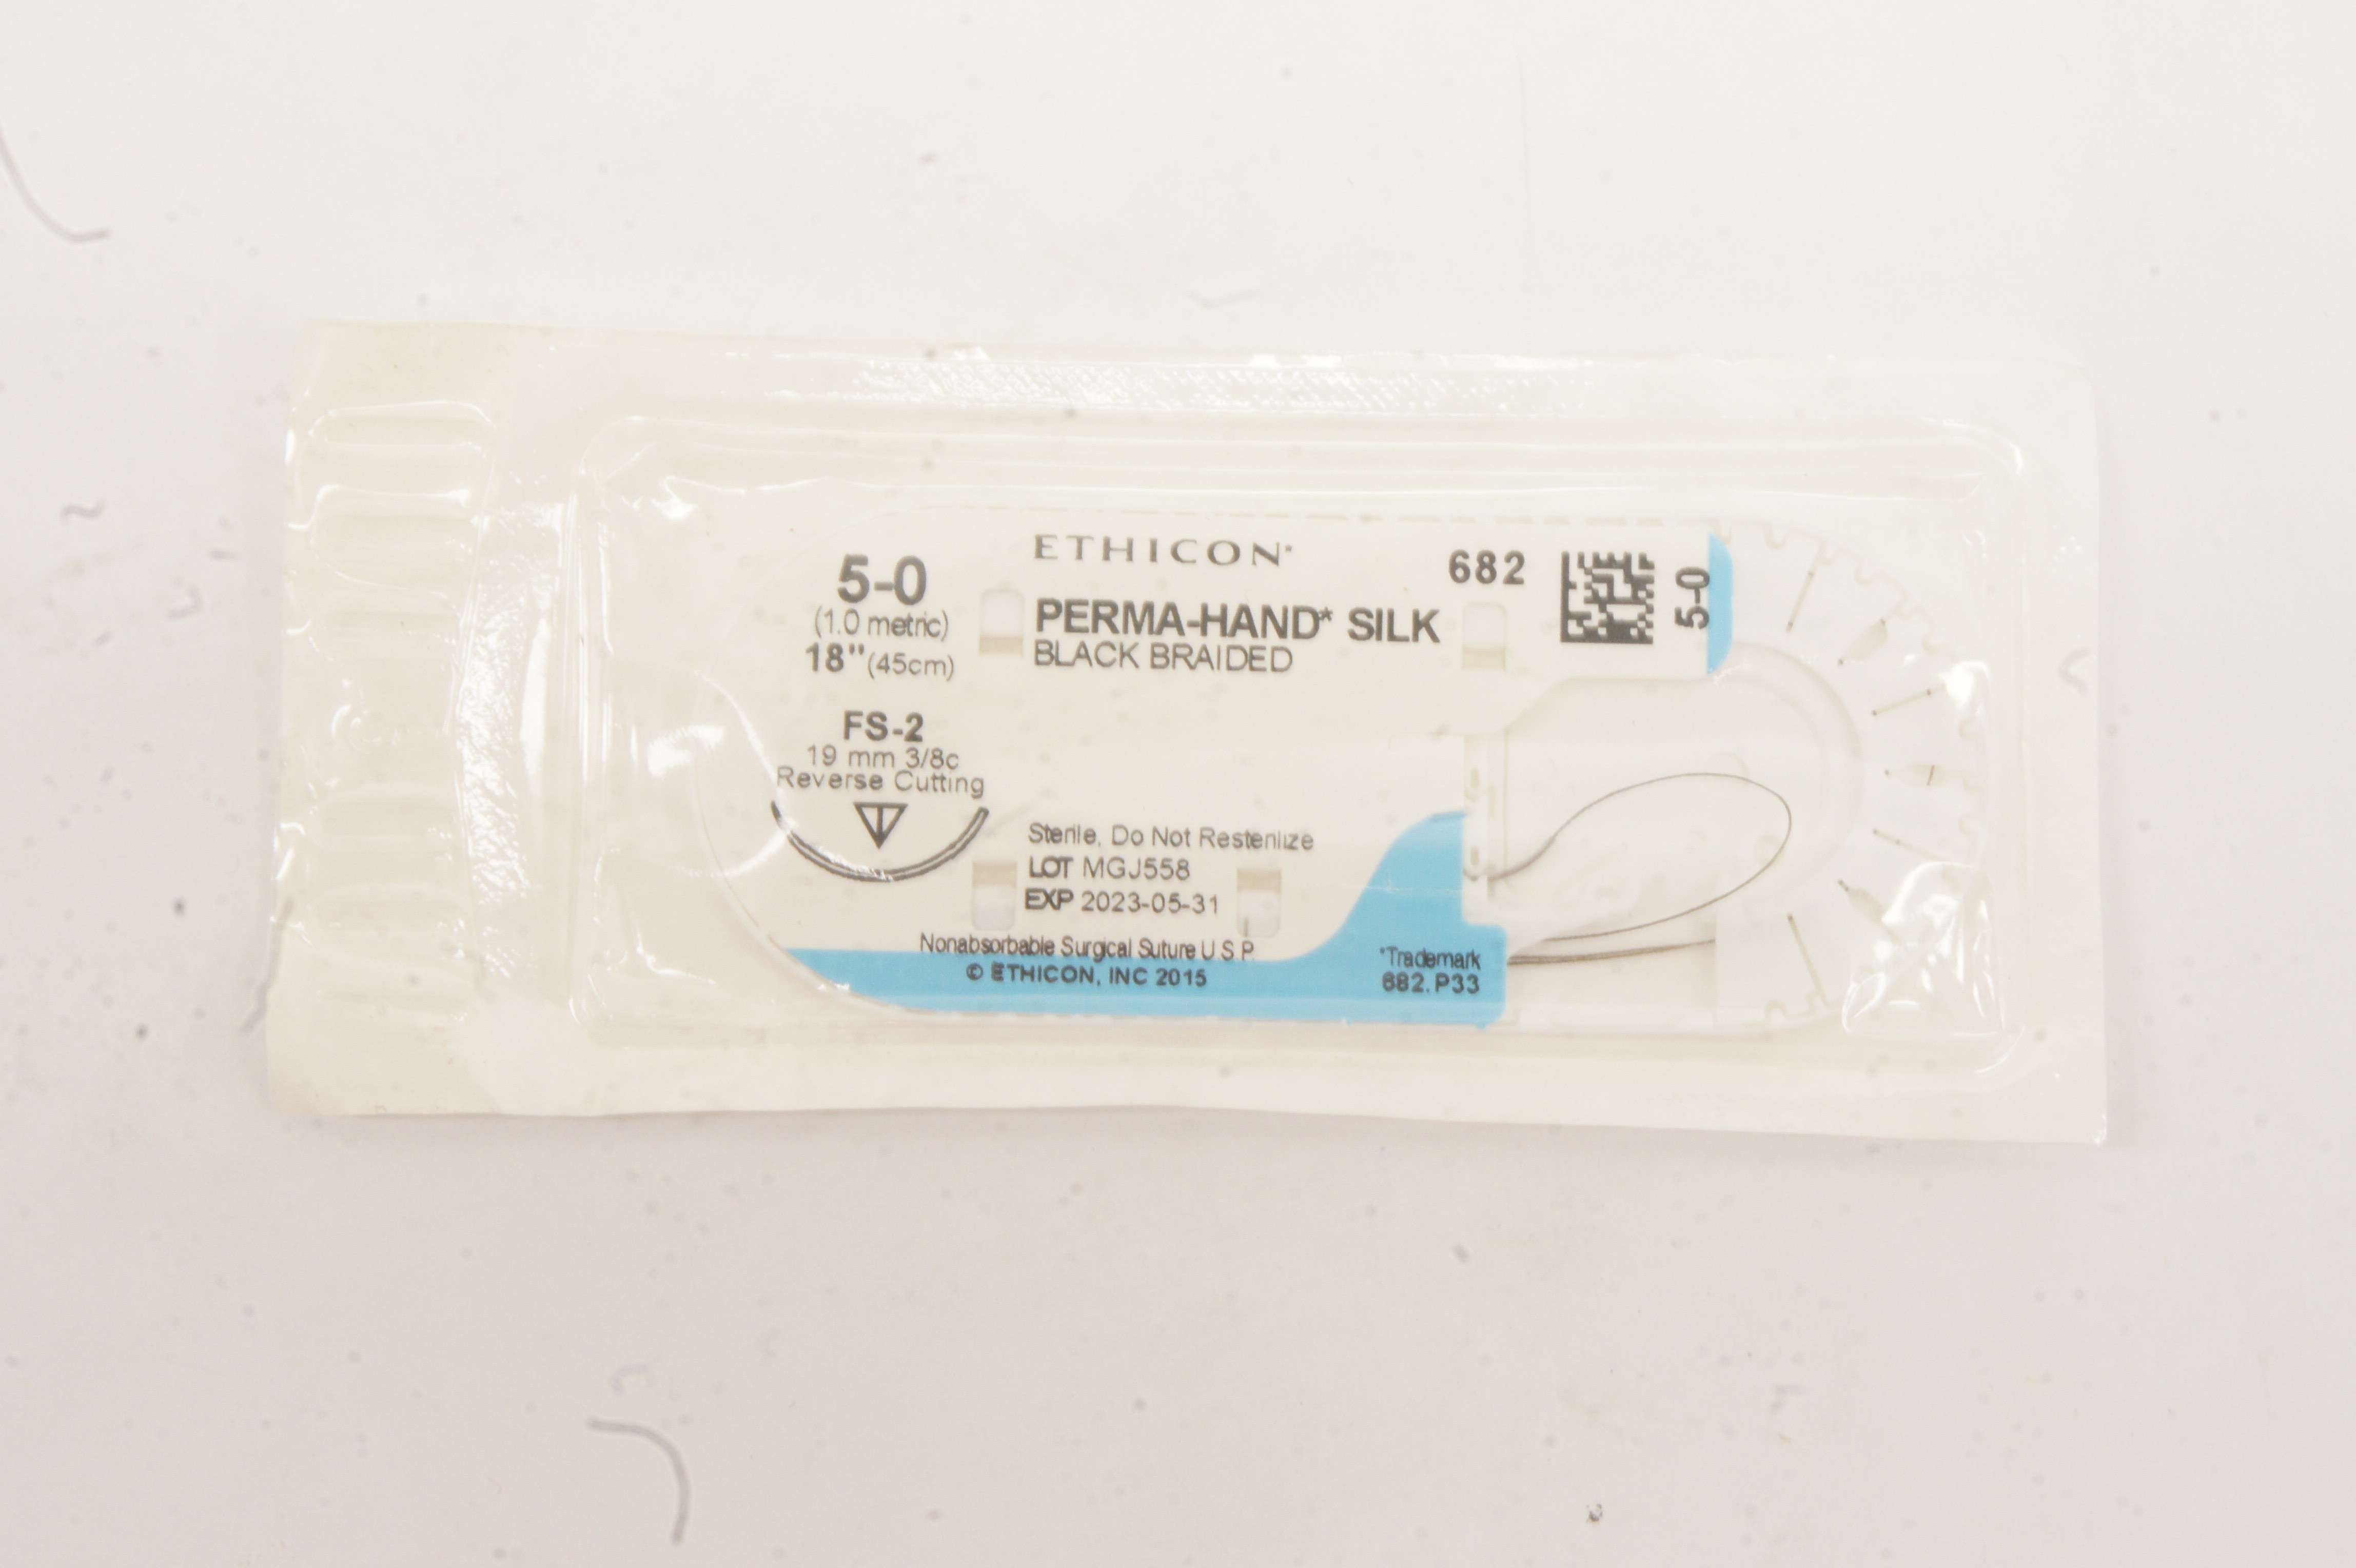 ETHICON*
5-0
(1.0 metric)
18" (45cm)
PERMA-HAND* SILK
BLACK BRAIDED
682
5-0
FS-2
19 mm 3/8c
Reverse Cutting
Sterile, Do Not Resterilize
LOT MGJ558
EXP 2023-05-31
Nonabsorbable Surgical Suture U S P
© ETHICON, INC 2015
*Trademark
682.P33